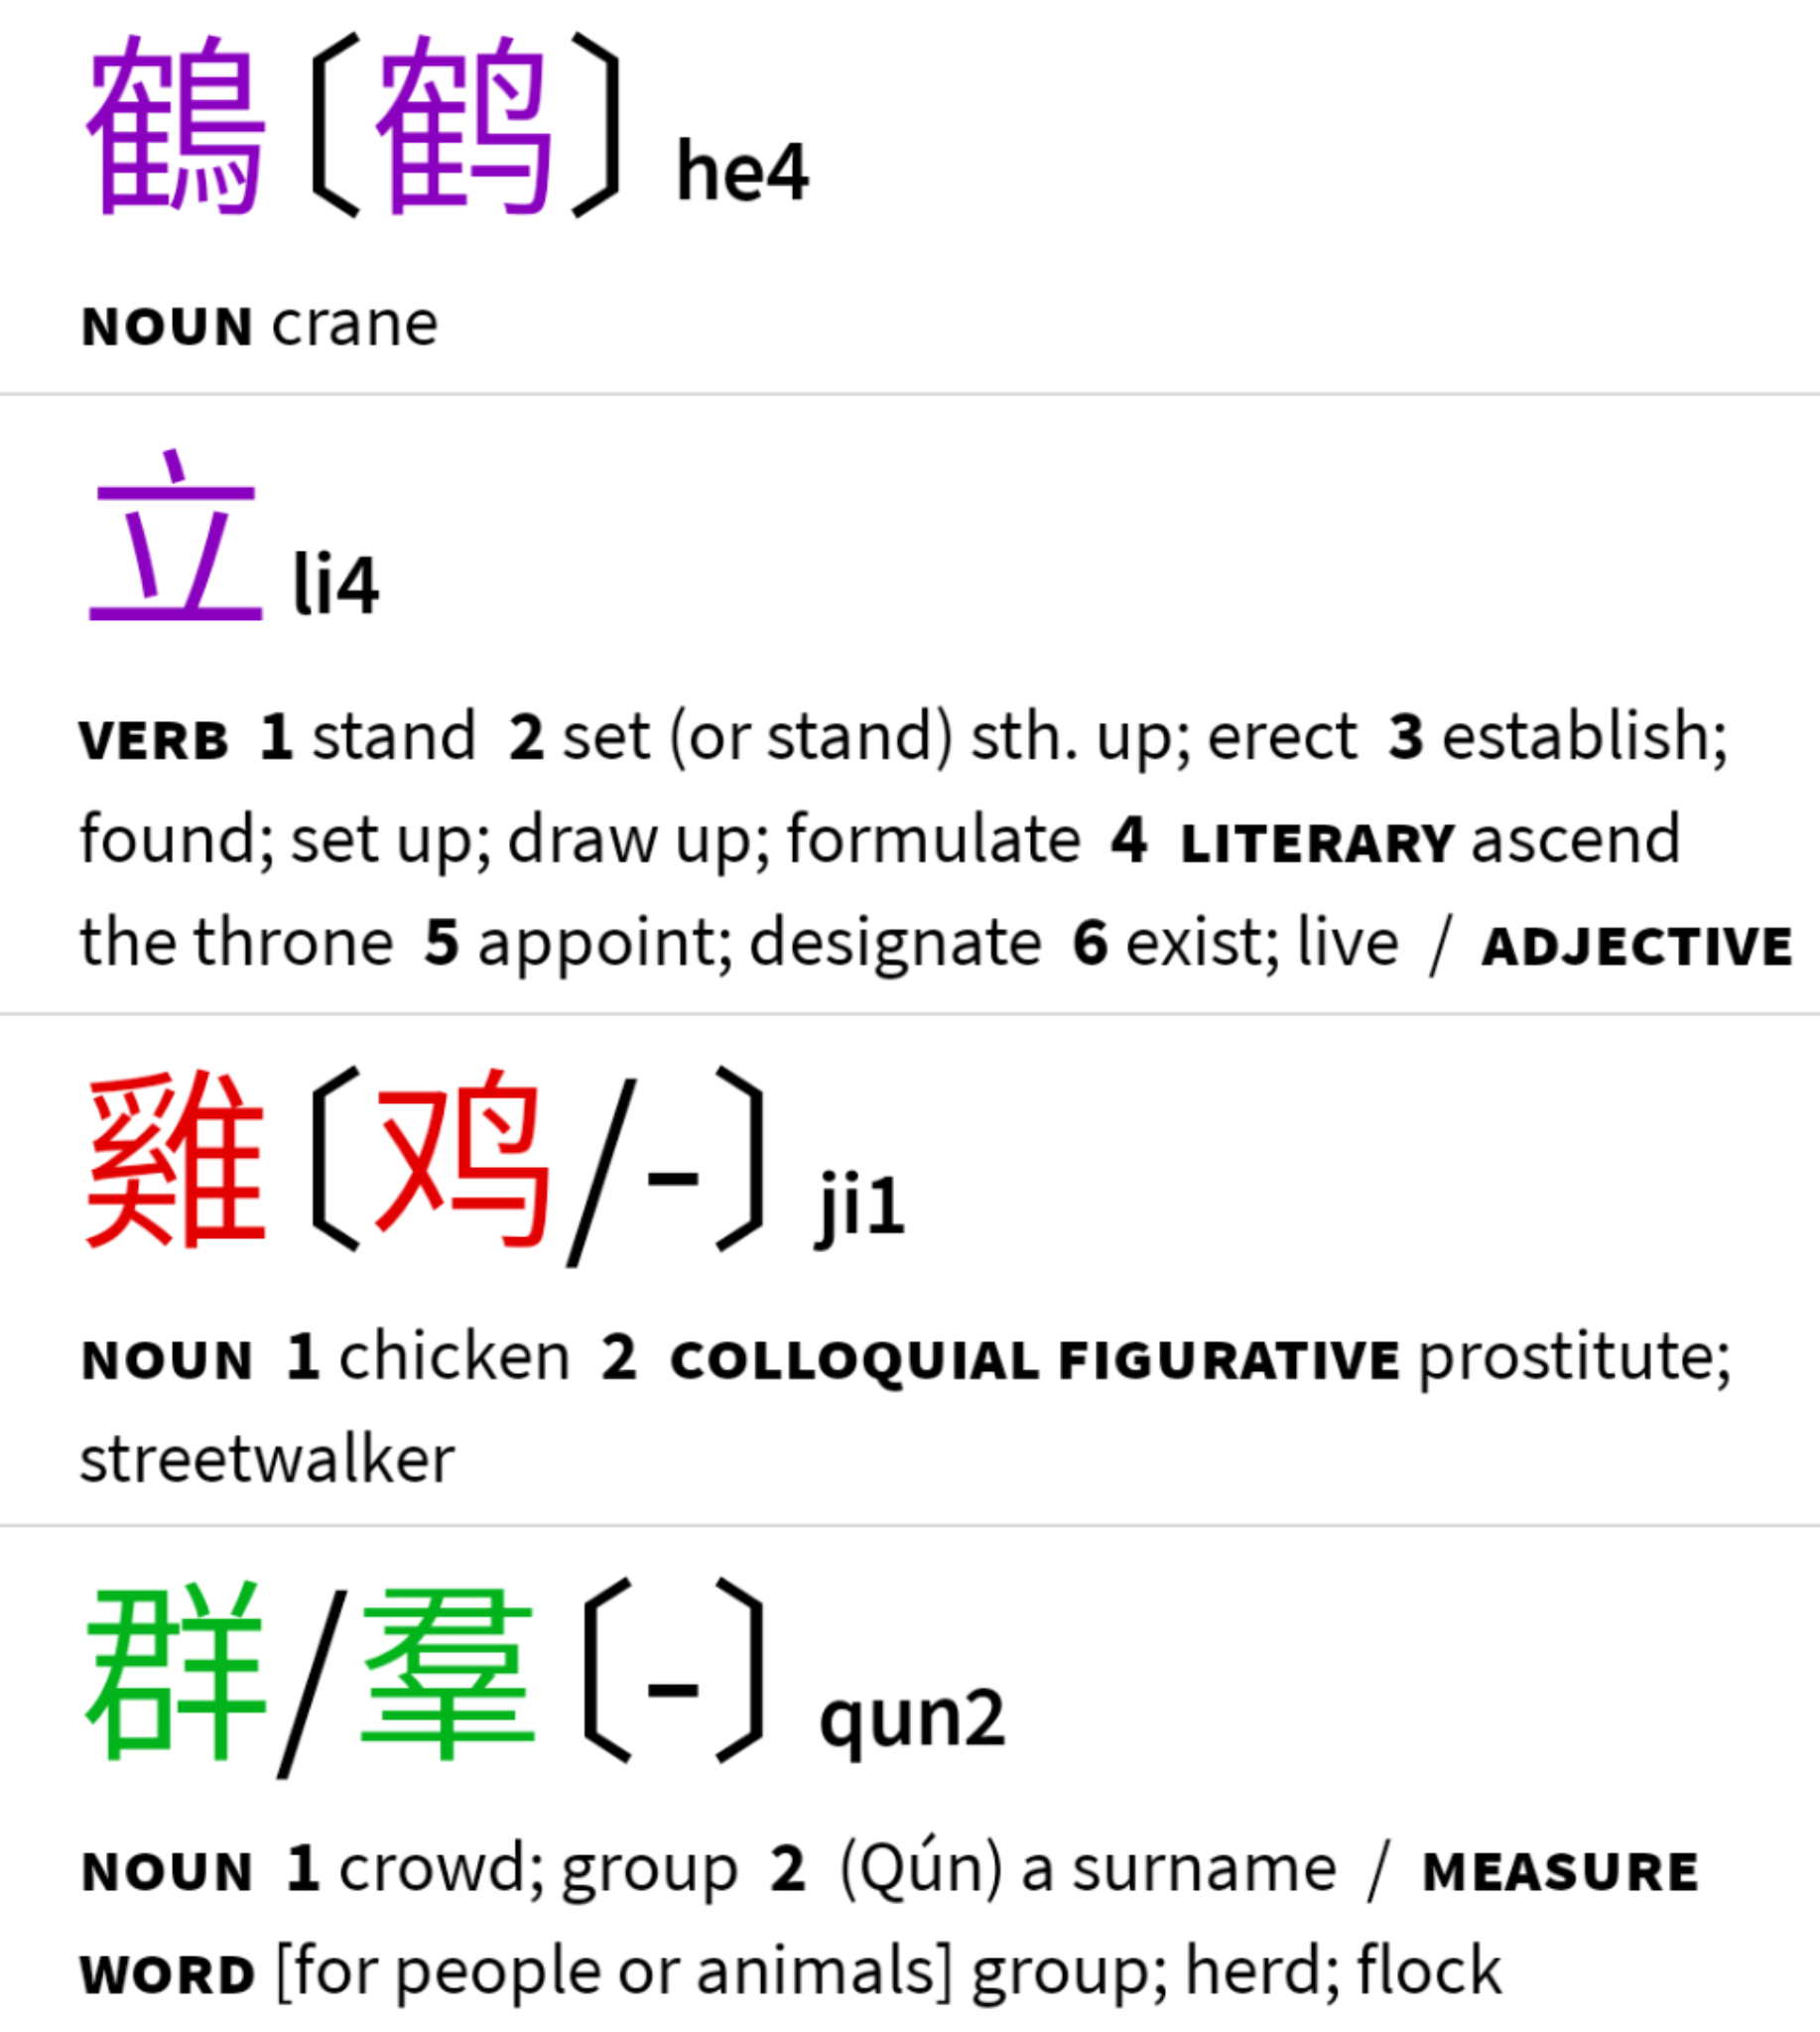 鶴〔鹤〕he4
NOUN crane
立 li4
VERB 1 stand 2 set (or stand) sth. up; erect 3 establish;
found; set up; draw up; formulate 4 LITERARY ascend
the throne 5 appoint; designate 6 exist; live / ADJECTIVE
雞〔鸡/-〕ji1
NOUN 1 chicken 2 COLLOQUIAL FIGURATIVE prostitute;
streetwalker
群/羣〔-〕qun2
NOUN 1 crowd; group 2 (Qún) a surname / MEASURE
WORD [for people or animals] group; herd; flock